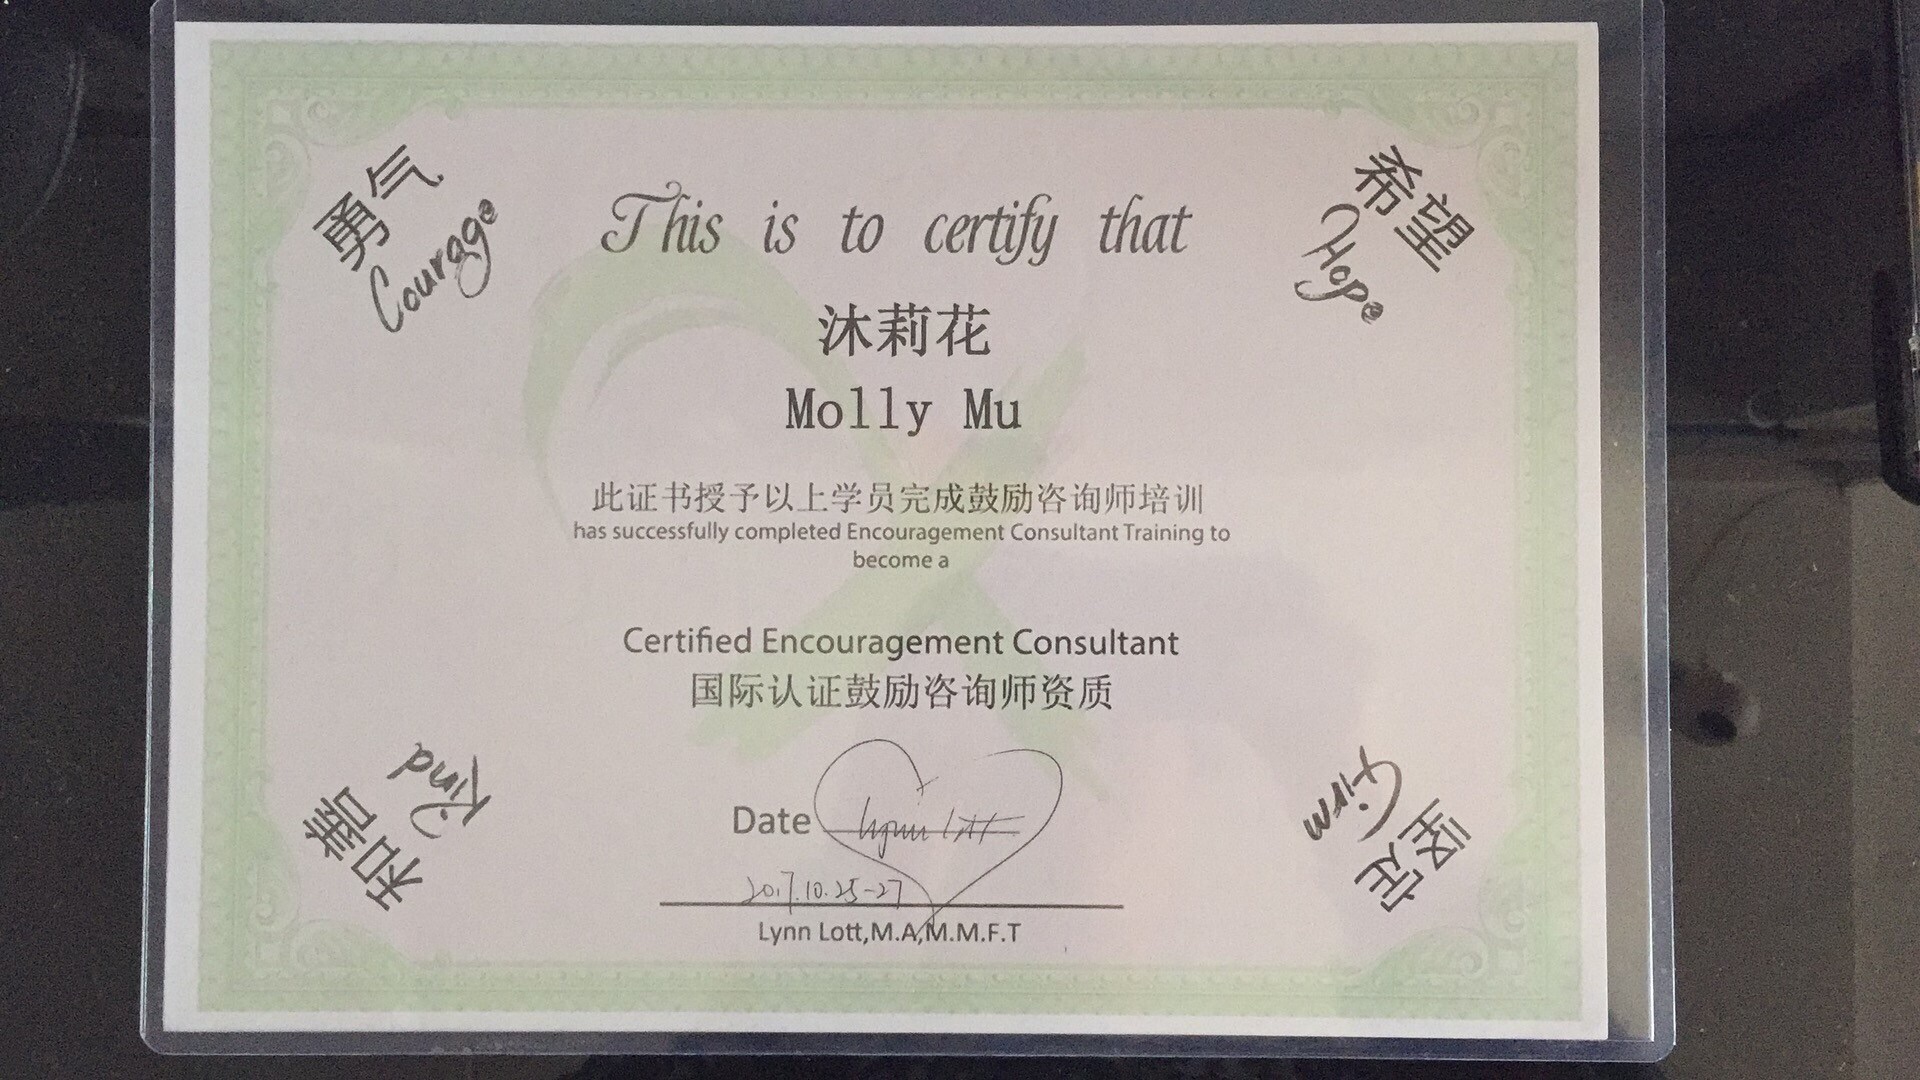 勇气
Courage
希望
Hope
This is to certify that
沐莉花
Molly Mu
此证书授予以上学员完成鼓励咨询师培训
has successfully completed Encouragement Consultant Training to
become a
Certified Encouragement Consultant
国际认证鼓励咨询师资质
Kind
和善
Firm
坚定
Date Lynn Lott
2017.10.25-27
Lynn Lott,M.A,M.M.F.T